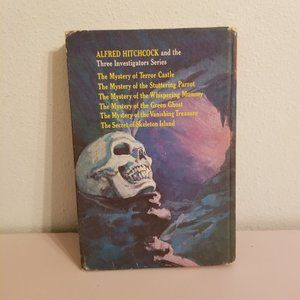 ALFRED HITCHCOCK and the
Three Investigators Series
The Mystery of Terror Castle
The Mystery of the Stuttering Parrot
The Mystery of the Whispering Mummy
The Mystery of the Green Ghost
The Mystery of the Vanishing Treasure
The Secret of Skeleton Island